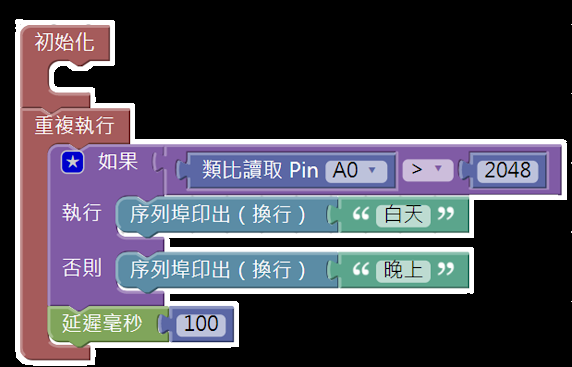 初始化
重複執行
如果 類比讀取 Pin A0 > 2048
執行 序列埠印出（換行） “ 白天 ”
否則 序列埠印出（換行） “ 晚上 ”
延遲毫秒 100